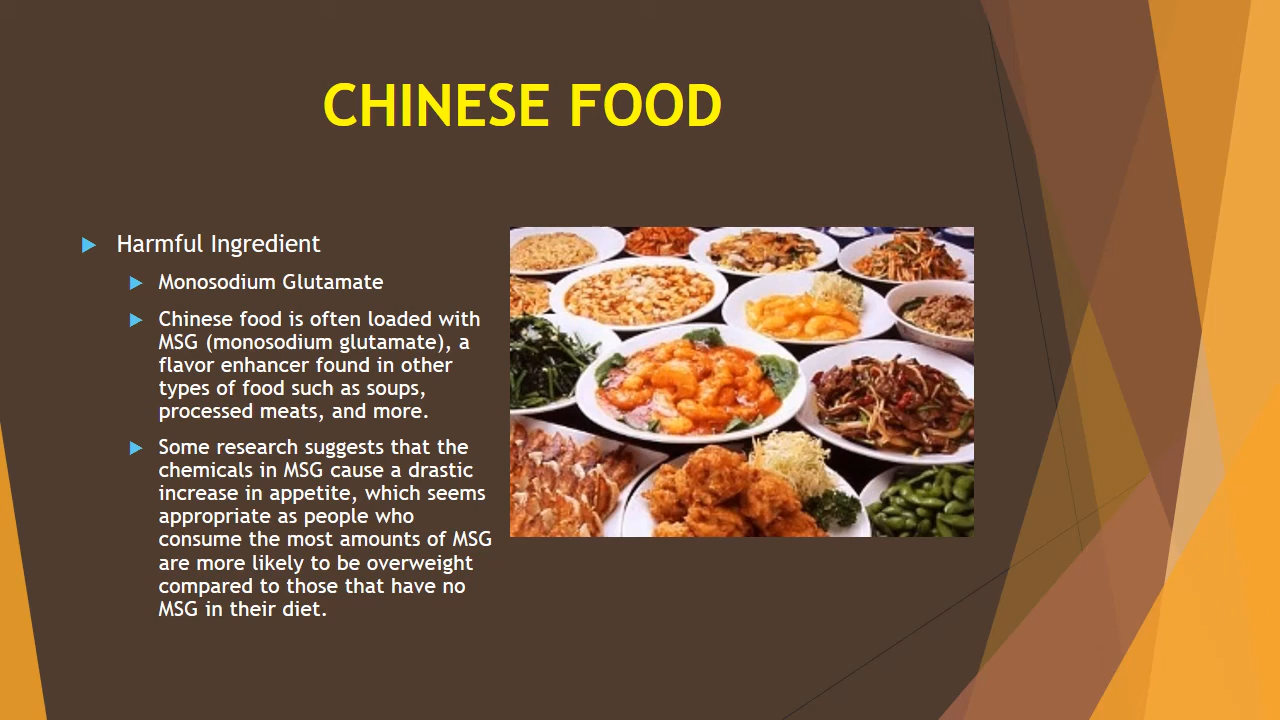 CHINESE FOOD
Harmful Ingredient
Monosodium Glutamate
Chinese food is often loaded with
MSG (monosodium glutamate), a
flavor enhancer found in other
types of food such as soups,
processed meats, and more.
Some research suggests that the
chemicals in MSG cause a drastic
increase in appetite, which seems
appropriate as people who
consume the most amounts of MSG
are more likely to be overweight
compared to those that have no
MSG in their diet.